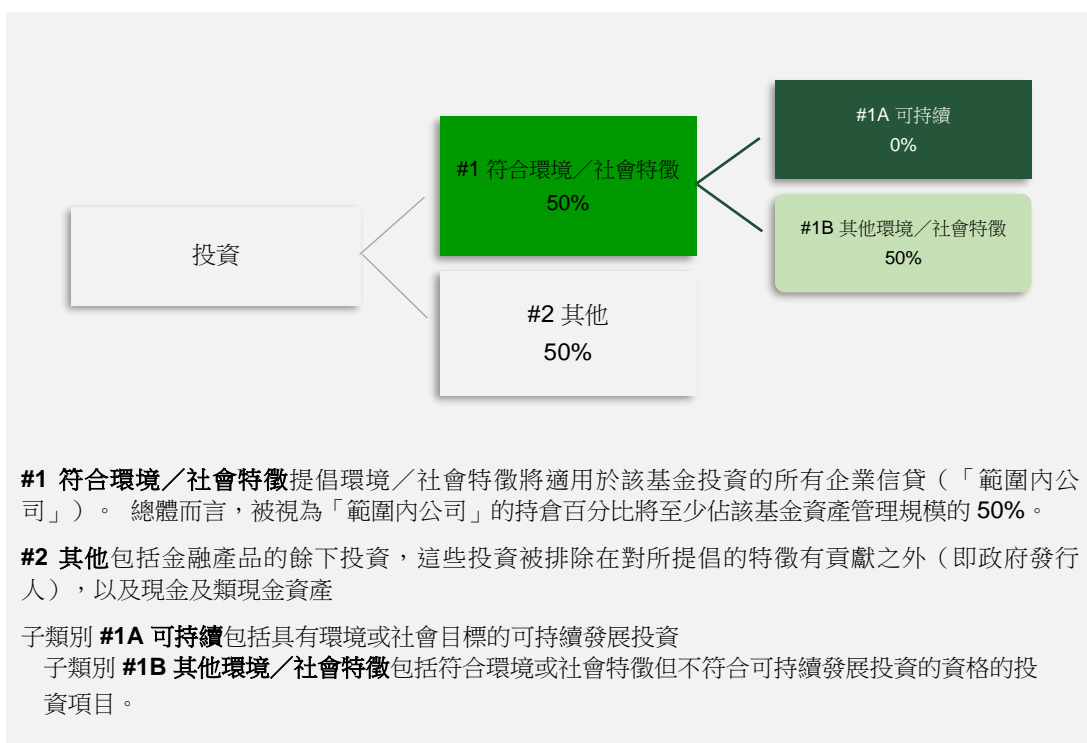 #1A 可持續
0%
#1 符合環境／社會特徵
50%
#1B 其他環境／社會特徵
50%
投資
#2 其他
50%
#1 符合環境／社會特徵提倡環境／社會特徵將適用於該基金投資的所有企業信貸（「範圍內公
司」）。 總體而言，被視為「範圍內公司」的持倉百分比將至少佔該基金資產管理規模的 50%。
#2 其他包括金融產品的餘下投資，這些投資被排除在對所提倡的特徵有貢獻之外（即政府發行
人），以及現金及類現金資產
子類別 #1A 可持續包括具有環境或社會目標的可持續發展投資
子類別 #1B 其他環境／社會特徵包括符合環境或社會特徵但不符合可持續發展投資的資格的投
資項目。